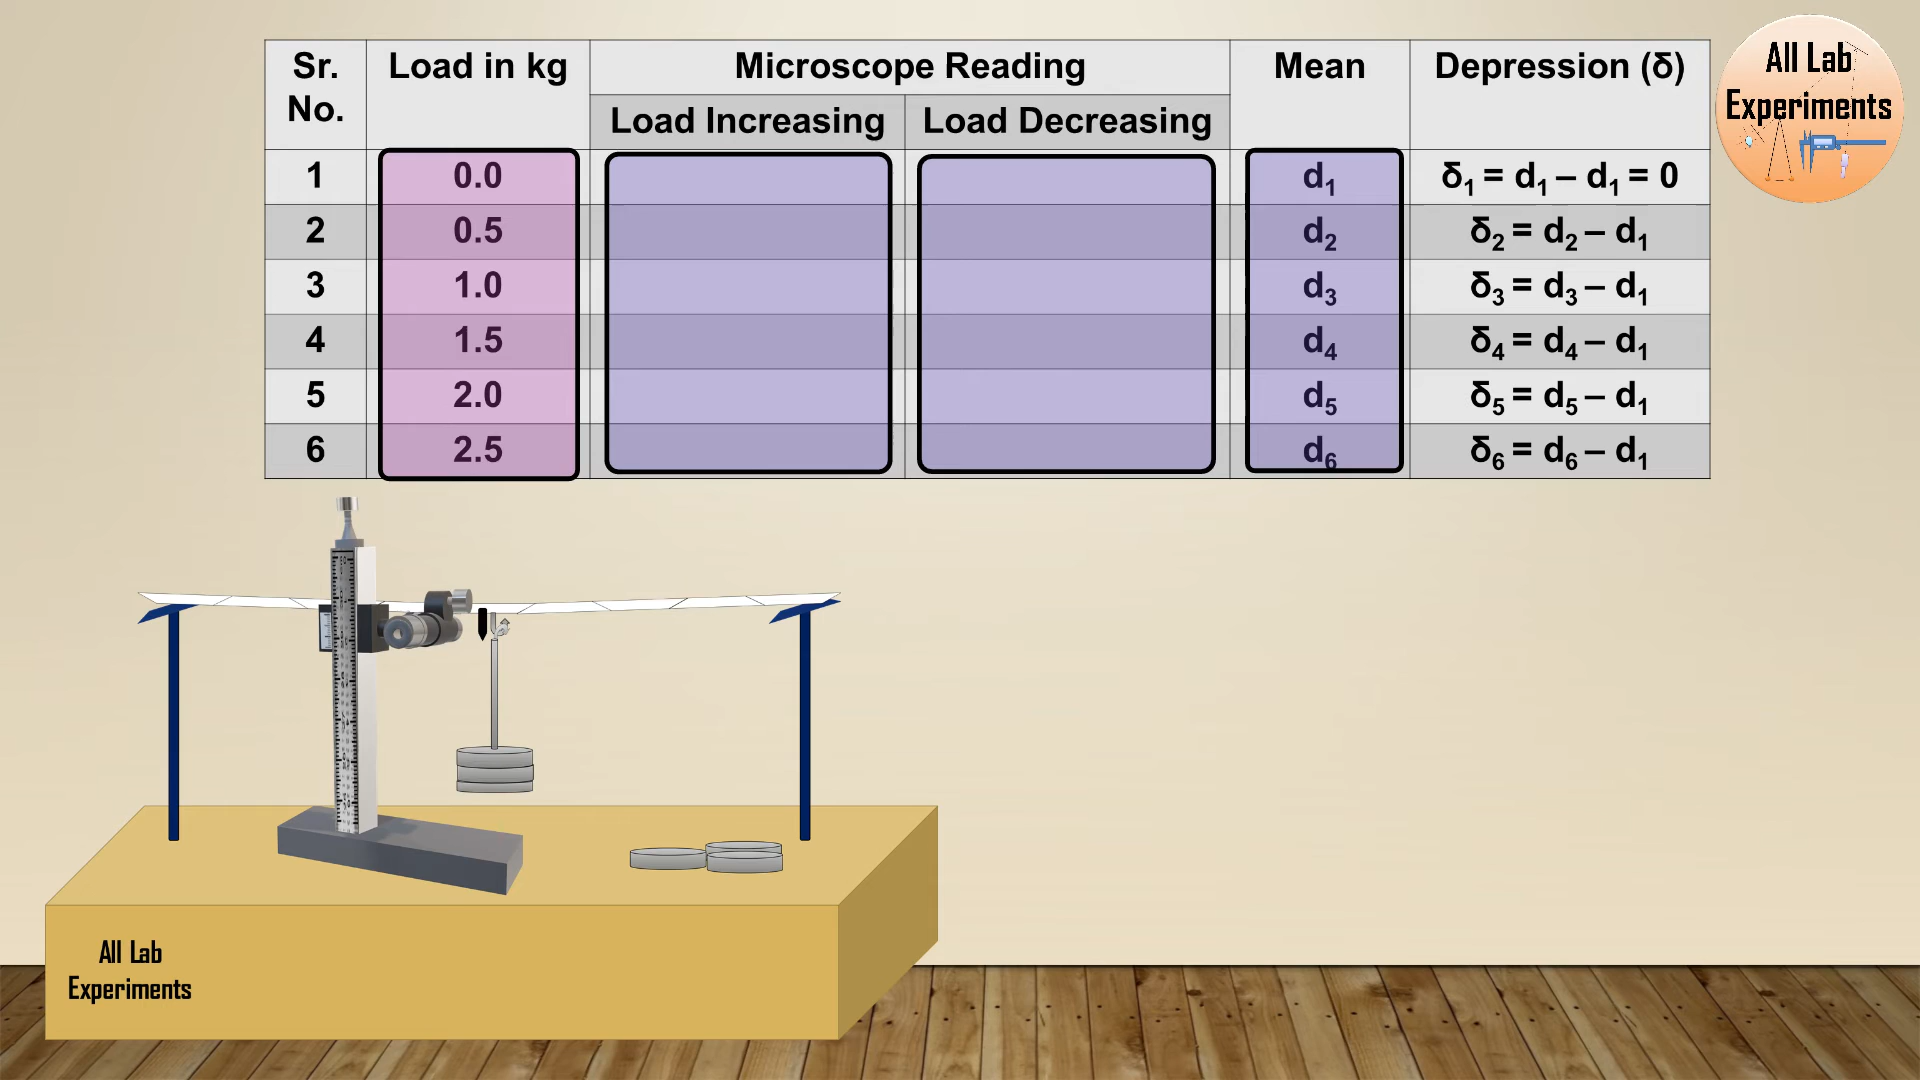 Sr. No. Load in kg Microscope Reading Mean Depression (δ)
Load Increasing Load Decreasing
1 0.0 d₁ δ₁ = d₁ – d₁ = 0
2 0.5 d₂ δ₂ = d₂ – d₁
3 1.0 d₃ δ₃ = d₃ – d₁
4 1.5 d₄ δ₄ = d₄ – d₁
5 2.0 d₅ δ₅ = d₅ – d₁
6 2.5 d₆ δ₆ = d₆ – d₁
All Lab
Experiments
All Lab
Experiments